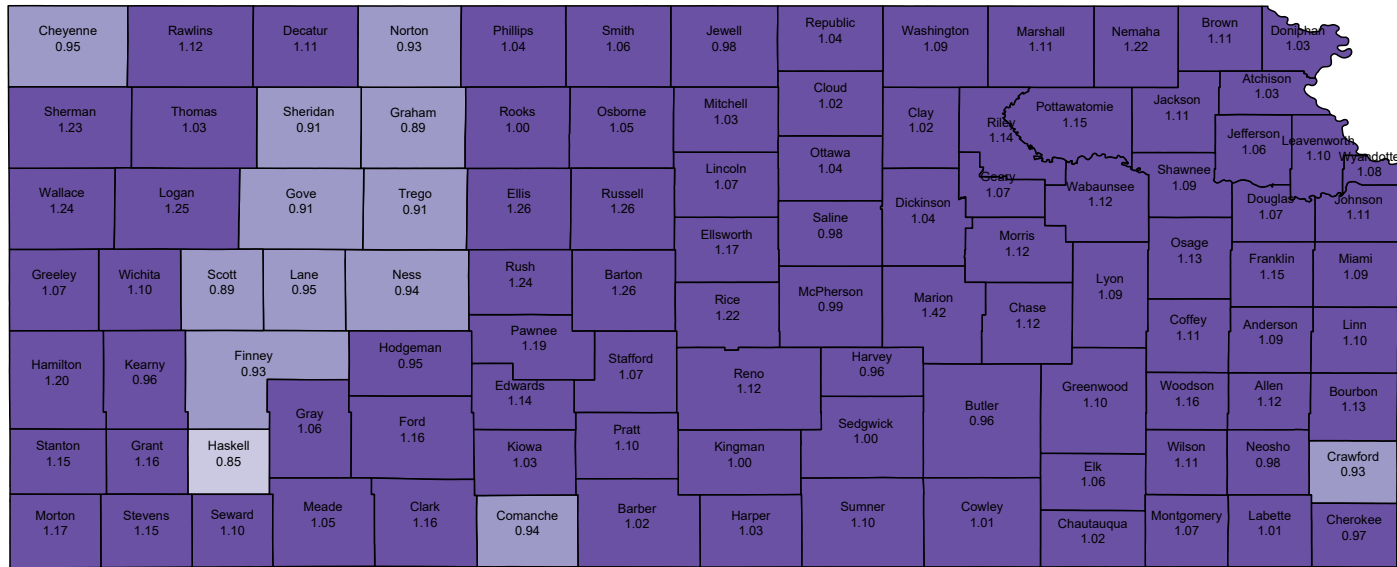 Cheyenne
0.95
Rawlins
1.12
Decatur
1.11
Norton
0.93
Phillips
1.04
Smith
1.06
Jewell
0.98
Republic
1.04
Washington
1.09
Marshall
1.11
Nemaha
1.22
Brown
1.11
Doniphan
1.03
Sherman
1.23
Thomas
1.03
Sheridan
0.91
Graham
0.89
Rooks
1.00
Osborne
1.05
Mitchell
1.03
Cloud
1.02
Clay
1.02
Riley
1.14
Pottawatomie
1.15
Jackson
1.11
Atchison
1.03
Jefferson
1.06
Leavenworth
1.10
Wyandotte
1.08
Lincoln
1.07
Ottawa
1.04
Geary
1.07
Wabaunsee
1.12
Shawnee
1.09
Wallace
1.24
Logan
1.25
Gove
0.91
Trego
0.91
Ellis
1.26
Russell
1.26
Dickinson
1.04
Douglas
1.07
Johnson
1.11
Ellsworth
1.17
Saline
0.98
Morris
1.12
Osage
1.13
Greeley
1.07
Wichita
1.10
Scott
0.89
Lane
0.95
Ness
0.94
Rush
1.24
Barton
1.26
Lyon
1.09
Franklin
1.15
Miami
1.09
Rice
1.22
McPherson
0.99
Marion
1.42
Chase
1.12
Coffey
1.11
Anderson
1.09
Linn
1.10
Hamilton
1.20
Kearny
0.96
Finney
0.93
Hodgeman
0.95
Pawnee
1.19
Stafford
1.07
Reno
1.12
Harvey
0.96
Edwards
1.14
Greenwood
1.10
Woodson
1.16
Allen
1.12
Bourbon
1.13
Gray
1.06
Ford
1.16
Butler
0.96
Sedgwick
1.00
Stanton
1.15
Grant
1.16
Haskell
0.85
Kiowa
1.03
Pratt
1.10
Kingman
1.00
Wilson
1.11
Neosho
0.98
Crawford
0.93
Elk
1.06
Morton
1.17
Stevens
1.15
Seward
1.10
Meade
1.05
Clark
1.16
Comanche
0.94
Barber
1.02
Harper
1.03
Sumner
1.10
Cowley
1.01
Chautauqua
1.02
Montgomery
1.07
Labette
1.01
Cherokee
0.97